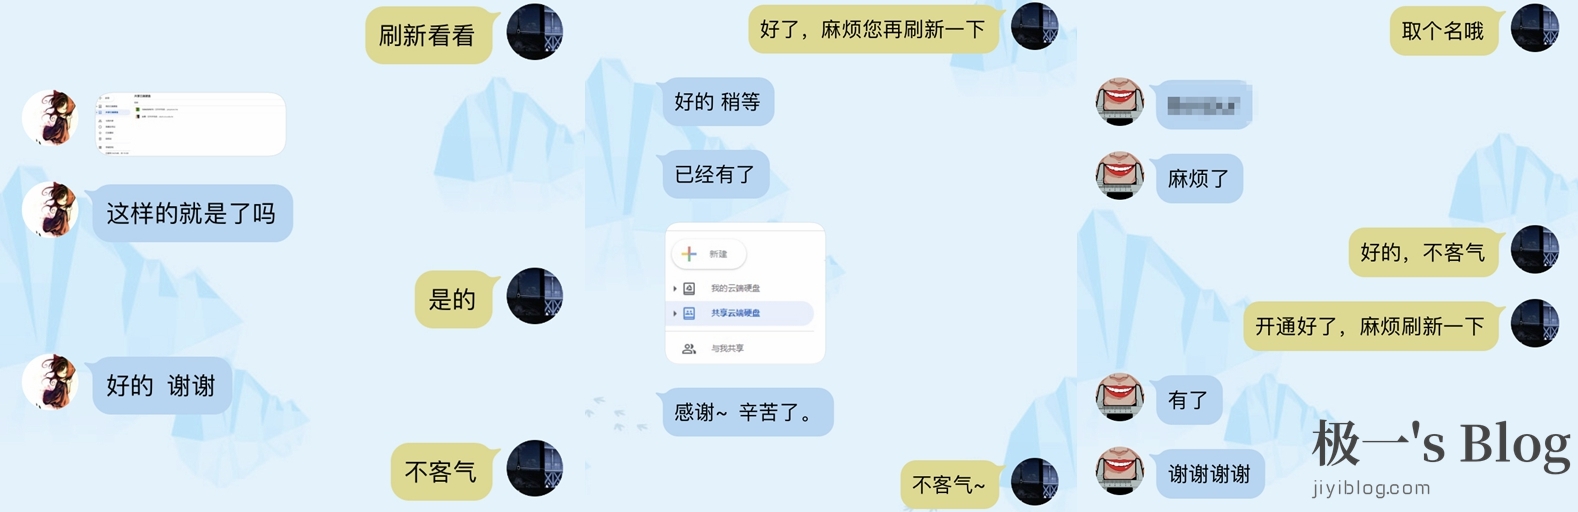 刷新看看
这样的就是了吗
是的
好的 谢谢
不客气
好了，麻烦您再刷新一下
好的 稍等
已经有了
新建
我的云端硬盘
共享云端硬盘
与我共享
感谢~ 辛苦了。
不客气~
取个名哦
麻烦了
好的，不客气
开通好了，麻烦刷新一下
有了
谢谢谢谢
极一's Blog
jiyiblog.com